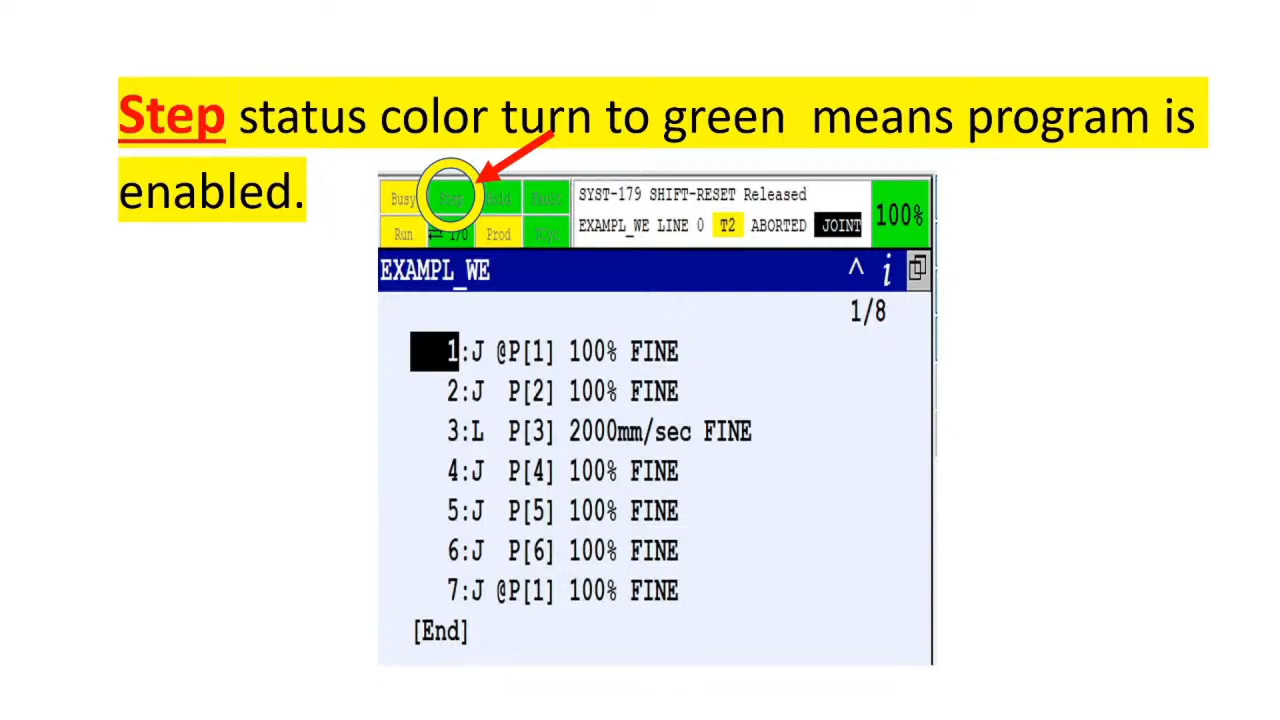 Step status color turn to green means program is
enabled.
Busy Step Hold Fault
SYST-179 SHIFT-RESET Released
Run I/O Prod
EXAMPL_WE LINE 0 T2 ABORTED JOINT
100%
EXAMPL_WE
1/8
1:J @P[1] 100% FINE
2:J P[2] 100% FINE
3:L P[3] 2000mm/sec FINE
4:J P[4] 100% FINE
5:J P[5] 100% FINE
6:J P[6] 100% FINE
7:J @P[1] 100% FINE
[End]